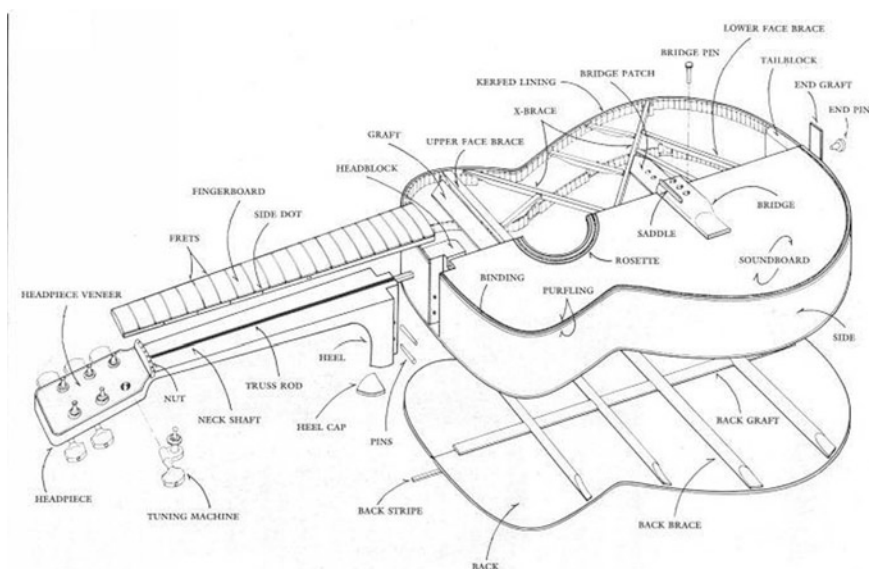 LOWER FACE BRACE
BRIDGE PIN
TAILBLOCK
BRIDGE PATCH
KERFED LINING
END GRAFT
X-BRACE
END PIN
GRAFT
UPPER FACE BRACE
HEADBLOCK
FINGERBOARD
SIDE DOT
BRIDGE
FRETS
SADDLE
ROSETTE
SOUNDBOARD
BINDING
HEADPIECE VENEER
PURFLING
SIDE
HEEL
TRUSS ROD
NUT
NECK SHAFT
BACK GRAFT
HEEL CAP
PINS
HEADPIECE
BACK STRIPE
TUNING MACHINE
BACK BRACE
BACK